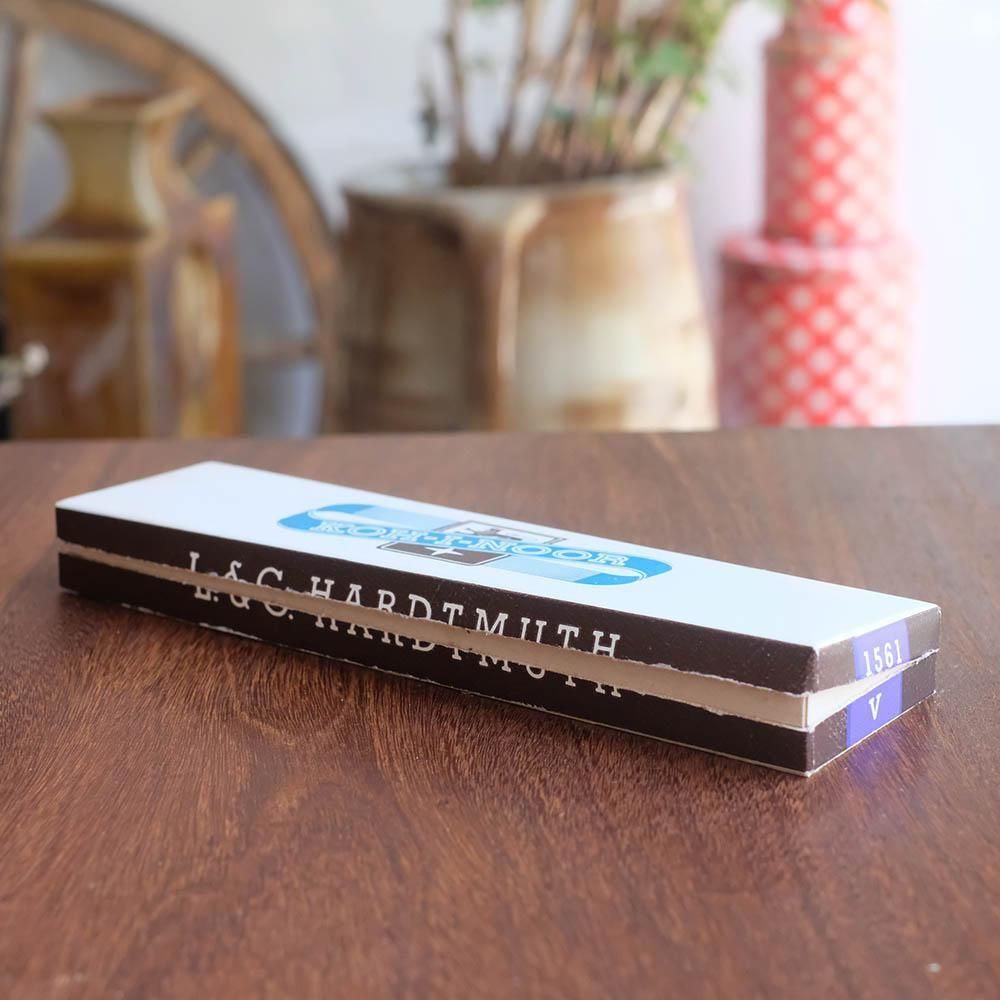 KOH-I-NOOR
L. & C. HARDTMUTH
1561
V